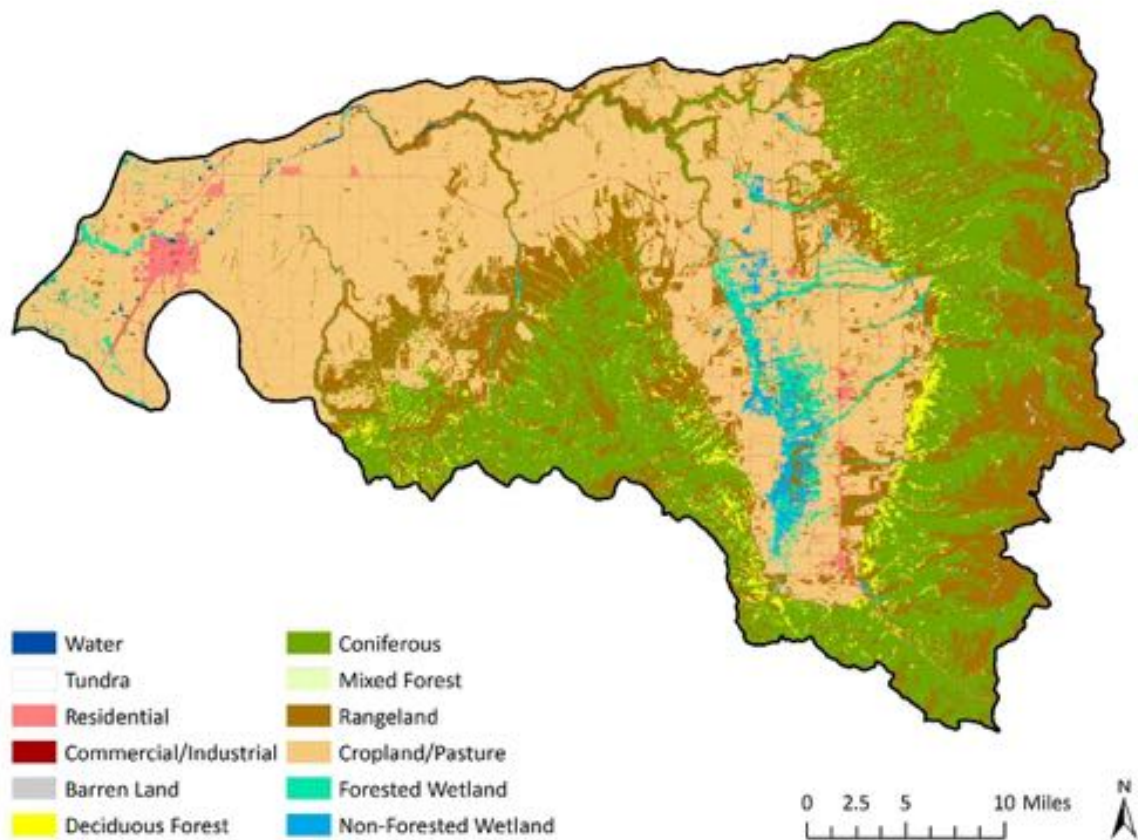 Water
Tundra
Residential
Commercial/Industrial
Barren Land
Deciduous Forest
Coniferous
Mixed Forest
Rangeland
Cropland/Pasture
Forested Wetland
Non-Forested Wetland
0 2.5 5 10 Miles
N